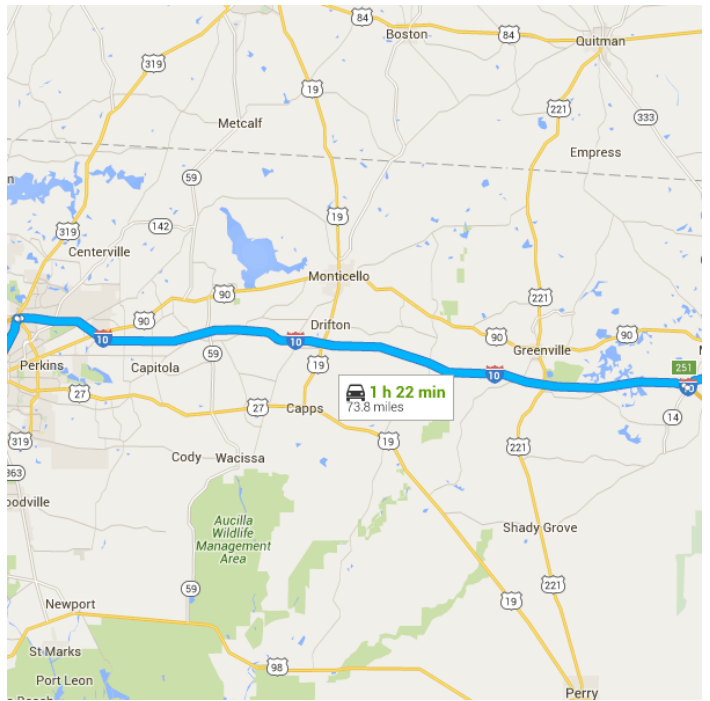 84
Boston
84
Quitman
319
19
221
Metcalf
333
Empress
59
19
142
319
Centerville
Monticello
90
221
90
Drifton
90
90
10
10
59
Greenville
Perkins
Capitola
19
10
251
1 h 22 min
73.8 miles
27
27
Capps
14
319
19
221
Cody
Wacissa
363
Aucilla
Wildlife
Management
Area
Shady Grove
59
221
Newport
19
St Marks
98
Port Leon
Perry